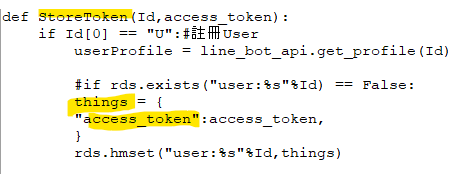 def StoreToken(Id,access_token):
    if Id[0] == "U":#註冊User
        userProfile = line_bot_api.get_profile(Id)

        #if rds.exists("user:%s"%Id) == False:
        things = {
        "access_token":access_token,
        }
        rds.hmset("user:%s"%Id,things)